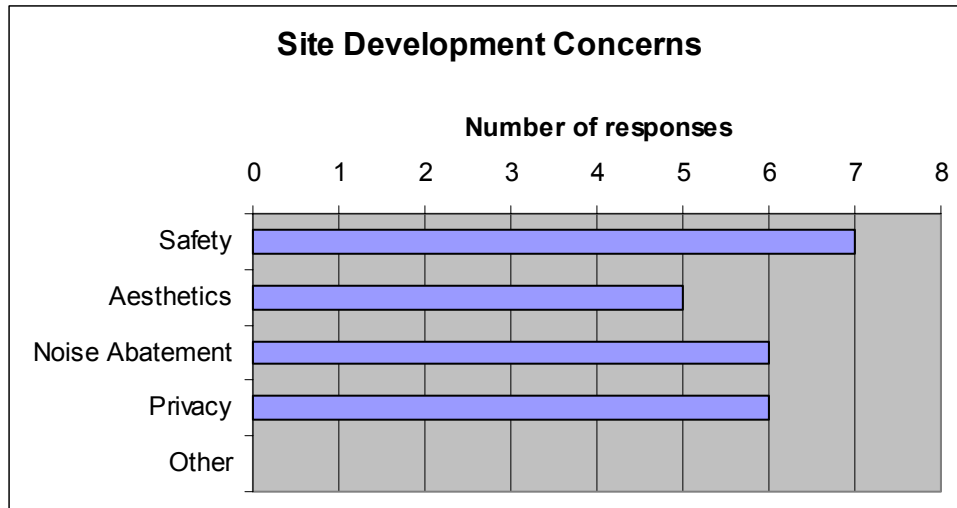 Site Development Concerns
Number of responses
0 1 2 3 4 5 6 7 8
Safety
Aesthetics
Noise Abatement
Privacy
Other